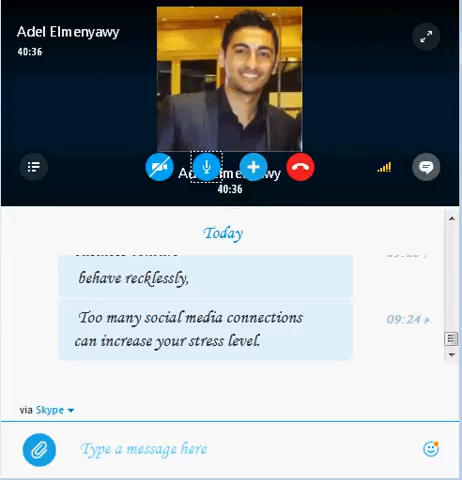 Adel Elmenyawy
40:36
40:36
Today
behave recklessly,
Too many social media connections
can increase your stress level.
09:24 م
via Skype
Type a message here